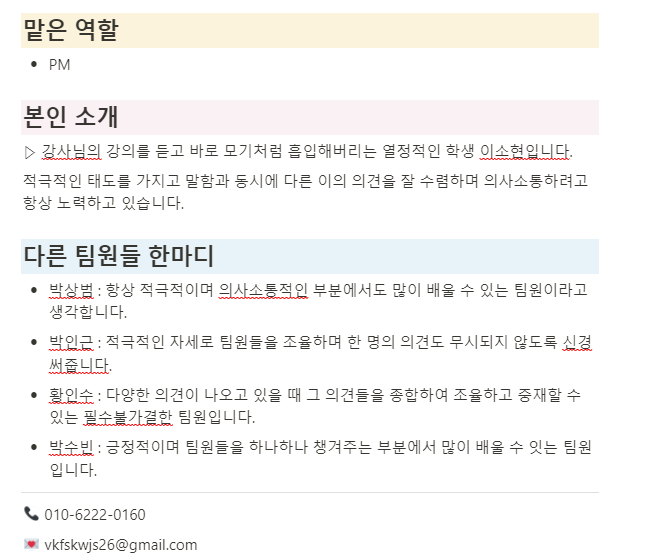 맡은 역할
• PM
본인 소개
▷ 강사님의 강의를 듣고 바로 모기처럼 흡입해버리는 열정적인 학생 이소현입니다.
적극적인 태도를 가지고 말함과 동시에 다른 이의 의견을 잘 수렴하며 의사소통하려고
항상 노력하고 있습니다.
다른 팀원들 한마디
• 박상범 : 항상 적극적이며 의사소통적인 부분에서도 많이 배울 수 있는 팀원이라고
생각합니다.
• 박인근 : 적극적인 자세로 팀원들을 조율하며 한 명의 의견도 무시되지 않도록 신경
써줍니다.
• 황인수 : 다양한 의견이 나오고 있을 때 그 의견들을 종합하여 조율하고 중재할 수
있는 필수불가결한 팀원입니다.
• 박수빈 : 긍정적이며 팀원들을 하나하나 챙겨주는 부분에서 많이 배울 수 잇는 팀원
입니다.
📞 010-6222-0160
💌 vkfskwjs26@gmail.com